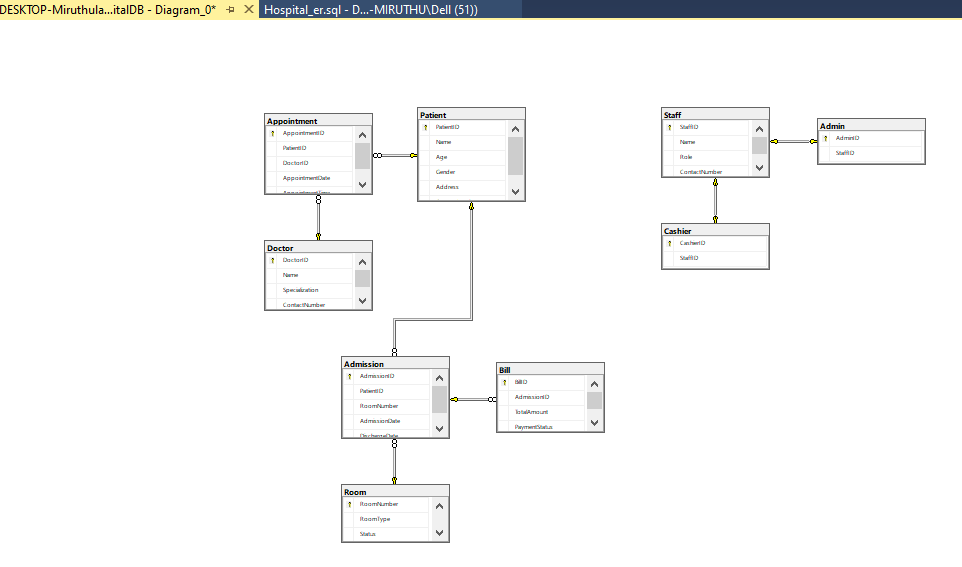 DESKTOP-Miruthula...italDB - Diagram_0*
Hospital_er.sql - D...-MIRUTHU\Dell (51))
Appointment
AppointmentID
PatientID
DoctorID
AppointmentDate
AppointmentTime
Patient
PatientID
Name
Age
Gender
Address
Staff
StaffID
Name
Role
ContactNumber
Admin
AdminID
StaffID
Cashier
CashierID
StaffID
Doctor
DoctorID
Name
Specialization
ContactNumber
Admission
AdmissionID
PatientID
RoomNumber
AdmissionDate
DischargeDate
Bill
BillID
AdmissionID
TotalAmount
PaymentStatus
Room
RoomNumber
RoomType
Status